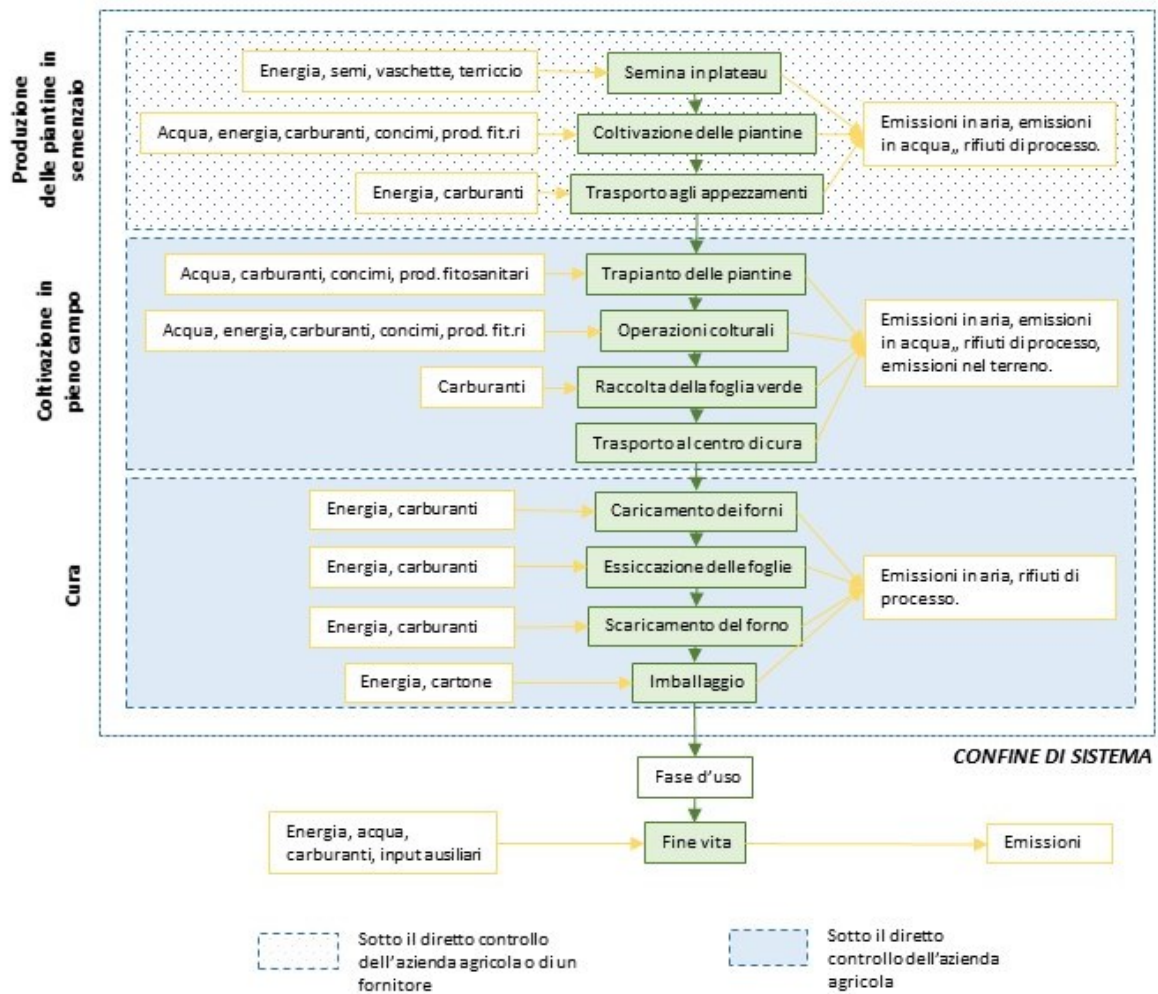 Produzione
delle piantine in
semenzaio
Energia, semi, vaschette, terriccio
Semina in plateau
Acqua, energia, carburanti, concimi, prod. fit.ri
Coltivazione delle piantine
Emissioni in aria, emissioni
in acqua,, rifiuti di processo.
Energia, carburanti
Trasporto agli appezzamenti
Coltivazione in
pieno campo
Acqua, carburanti, concimi, prod. fitosanitari
Trapianto delle piantine
Acqua, energia, carburanti, concimi, prod. fit.ri
Operazioni colturali
Emissioni in aria, emissioni
in acqua,, rifiuti di processo,
emissioni nel terreno.
Carburanti
Raccolta della foglia verde
Trasporto al centro di cura
Cura
Energia, carburanti
Caricamento dei forni
Energia, carburanti
Essiccazione delle foglie
Emissioni in aria, rifiuti di
processo.
Energia, carburanti
Scaricamento del forno
Energia, cartone
Imballaggio
CONFINE DI SISTEMA
Fase d'uso
Energia, acqua,
carburanti, input ausiliari
Fine vita
Emissioni
Sotto il diretto controllo
dell'azienda agricola o di un
fornitore
Sotto il diretto
controllo dell'azienda
agricola